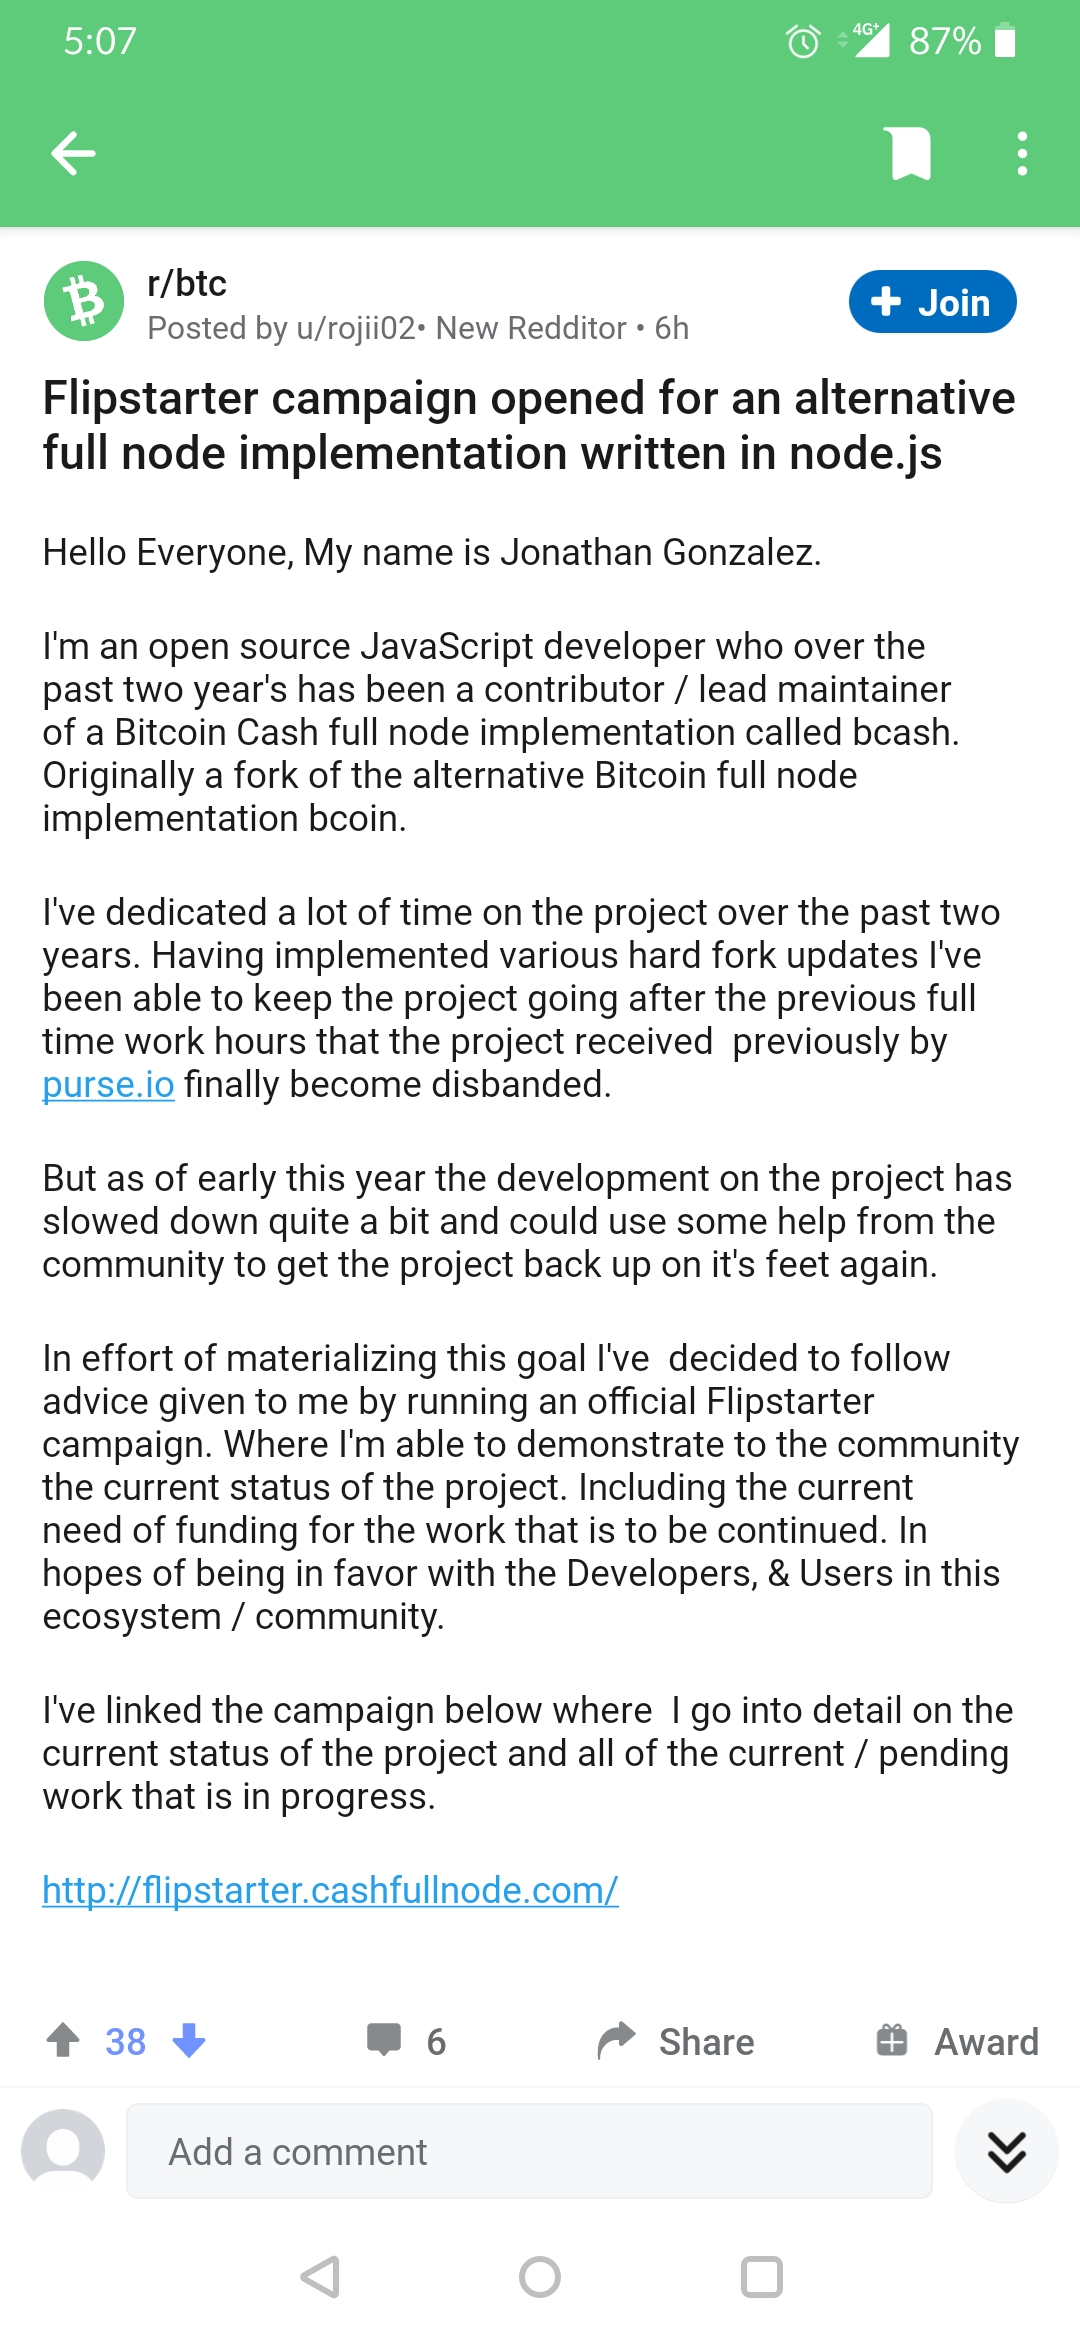 5:07
4G+ 87%
r/btc
Posted by u/rojii02• New Redditor • 6h
Join
Flipstarter campaign opened for an alternative
full node implementation written in node.js
Hello Everyone, My name is Jonathan Gonzalez.
I'm an open source JavaScript developer who over the
past two year's has been a contributor / lead maintainer
of a Bitcoin Cash full node implementation called bcash.
Originally a fork of the alternative Bitcoin full node
implementation bcoin.
I've dedicated a lot of time on the project over the past two
years. Having implemented various hard fork updates I've
been able to keep the project going after the previous full
time work hours that the project received  previously by
purse.io finally become disbanded.
But as of early this year the development on the project has
slowed down quite a bit and could use some help from the
community to get the project back up on it's feet again.
In effort of materializing this goal I've  decided to follow
advice given to me by running an official Flipstarter
campaign. Where I'm able to demonstrate to the community
the current status of the project. Including the current
need of funding for the work that is to be continued. In
hopes of being in favor with the Developers, & Users in this
ecosystem / community.
I've linked the campaign below where  I go into detail on the
current status of the project and all of the current / pending
work that is in progress.
http://flipstarter.cashfullnode.com/
38 6 Share Award
Add a comment